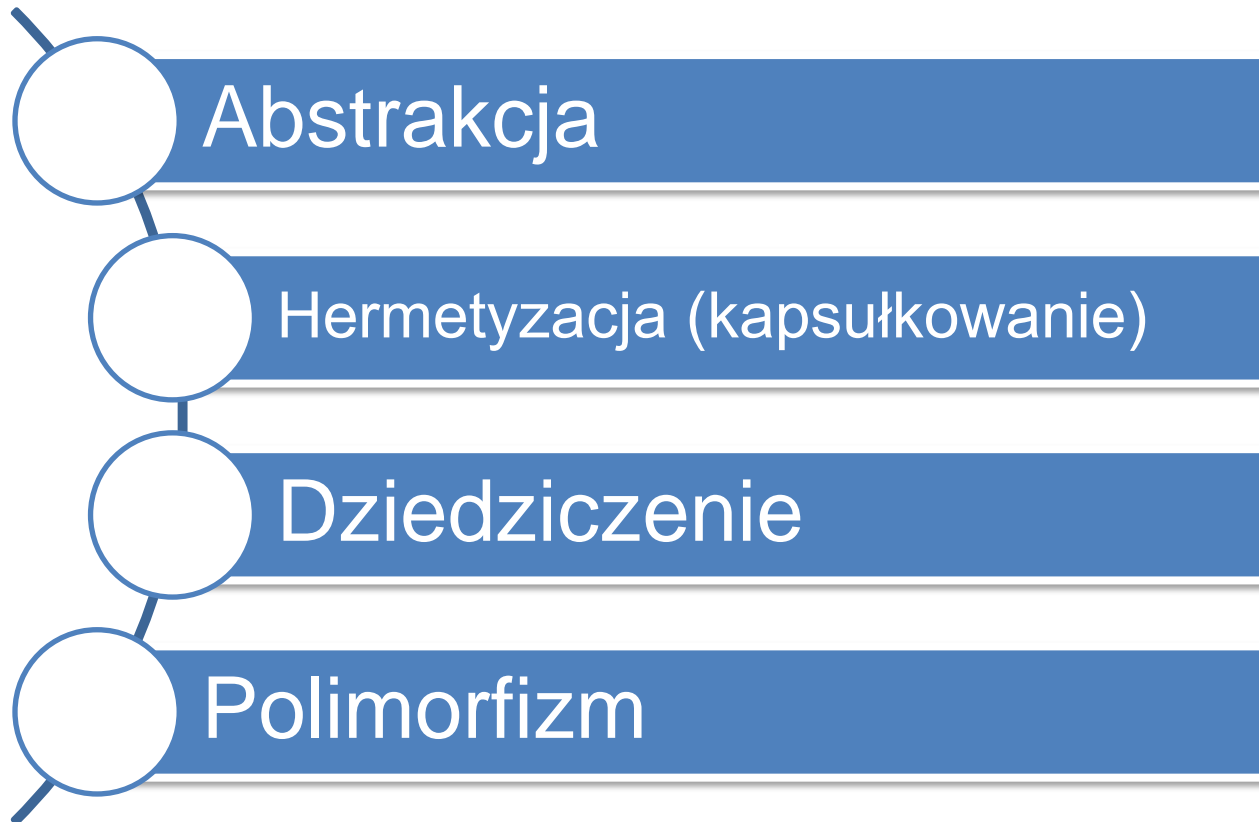 Abstrakcja
Hermetyzacja (kapsułkowanie)
Dziedziczenie
Polimorfizm